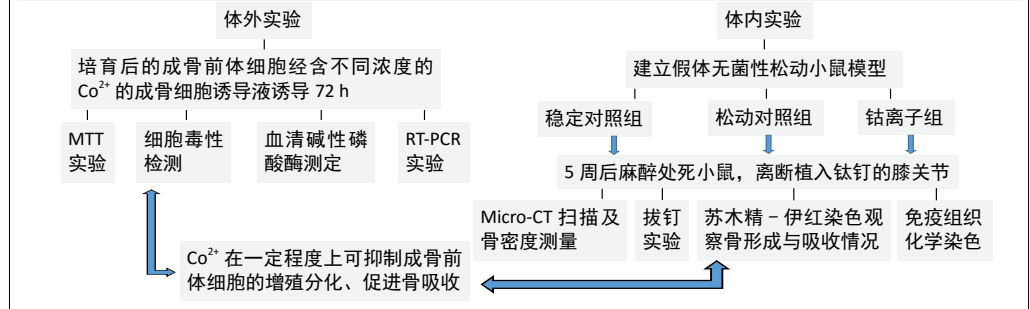 体外实验
培育后的成骨前体细胞经含不同浓度的
Co²⁺ 的成骨细胞诱导液诱导 72 h
MTT
实验
细胞毒性
检测
血清碱性磷
酸酶测定
RT-PCR
实验
Co²⁺ 在一定程度上可抑制成骨前
体细胞的增殖分化、促进骨吸收
体内实验
建立假体无菌性松动小鼠模型
稳定对照组
松动对照组
钴离子组
5 周后麻醉处死小鼠，离断植入钛钉的膝关节
Micro-CT 扫描及
骨密度测量
拔钉
实验
苏木精－伊红染色观
察骨形成与吸收情况
免疫组织
化学染色